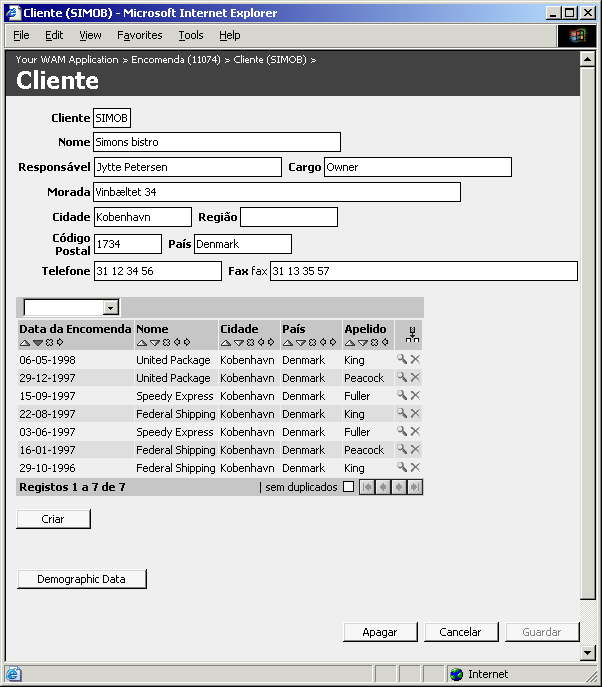 Cliente (SIMOB) - Microsoft Internet Explorer
File Edit View Favorites Tools Help
Your WAM Application > Encomenda (11074) > Cliente (SIMOB) >
Cliente
Cliente SIMOB
Nome Simons bistro
Responsável Jytte Petersen Cargo Owner
Morada Vinbæltet 34
Cidade Kobenhavn Região
Código
Postal 1734 País Denmark
Telefone 31 12 34 56 Fax fax 31 13 35 57
Data da Encomenda Nome Cidade País Apelido
06-05-1998 United Package Kobenhavn Denmark King
29-12-1997 United Package Kobenhavn Denmark Peacock
15-09-1997 Speedy Express Kobenhavn Denmark Fuller
22-08-1997 Federal Shipping Kobenhavn Denmark King
03-06-1997 Speedy Express Kobenhavn Denmark Fuller
16-01-1997 Federal Shipping Kobenhavn Denmark Peacock
29-10-1996 Federal Shipping Kobenhavn Denmark King
Registos 1 a 7 de 7 | sem duplicados
Criar
Demographic Data
Apagar Cancelar Guardar
Internet